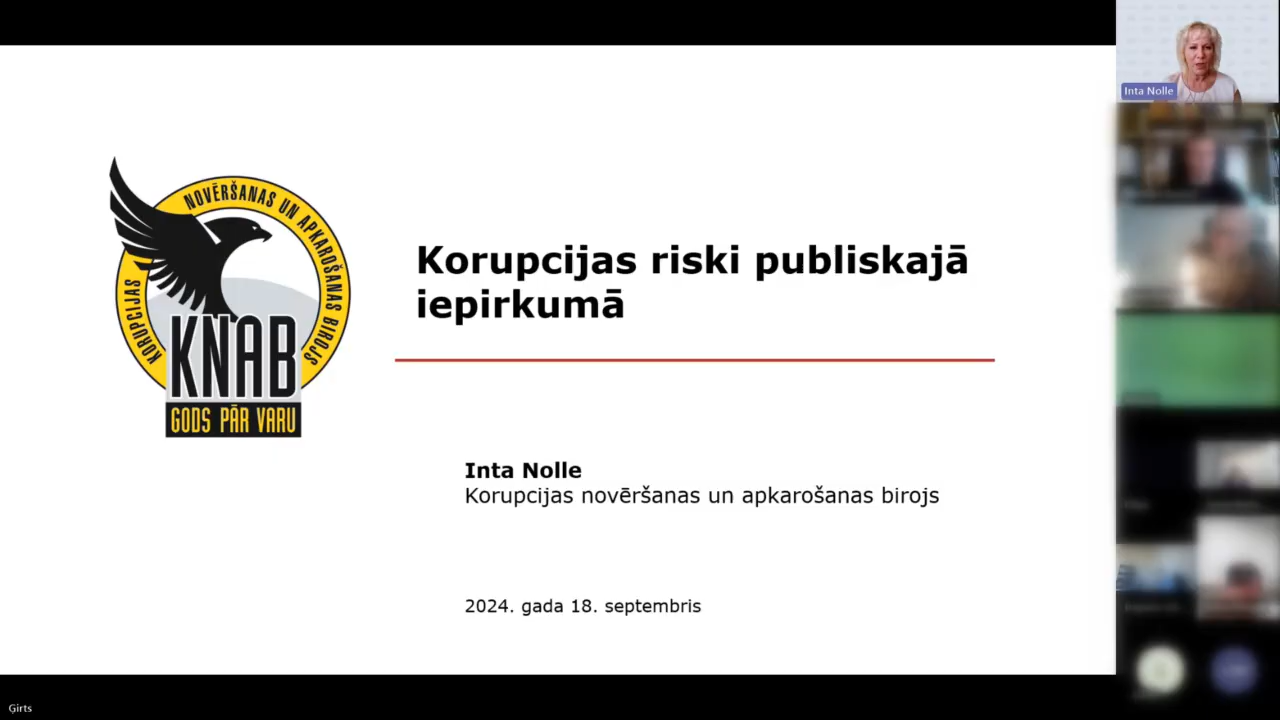 KORUPCIJAS NOVĒRŠANAS UN APKAROŠANAS BIROJS
KNAB
GODS PĀR VARU
Korupcijas riski publiskajā
iepirkumā
Inta Nolle
Korupcijas novēršanas un apkarošanas birojs
2024. gada 18. septembris
Inta Nolle
Ģirts